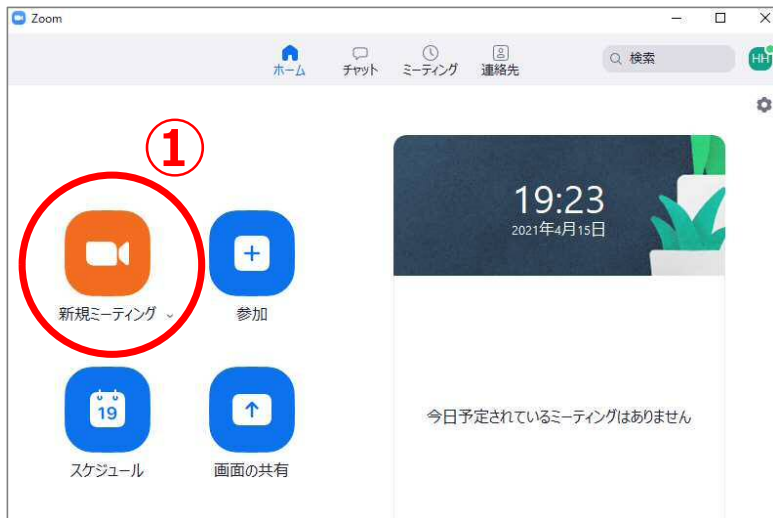 Zoom
ホーム
チャット
ミーティング
連絡先
検索
HH
①
19:23
2021年4月15日
新規ミーティング
参加
19
今日予定されているミーティングはありません
スケジュール
画面の共有